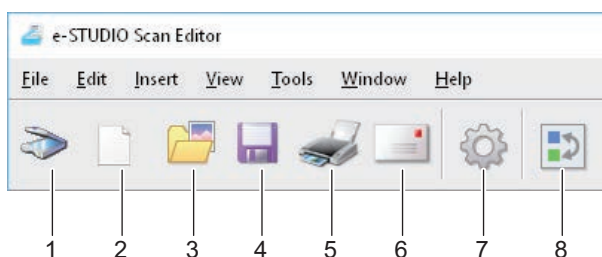 e-STUDIO Scan Editor
File Edit Insert View Tools Window Help
1 2 3 4 5 6 7 8